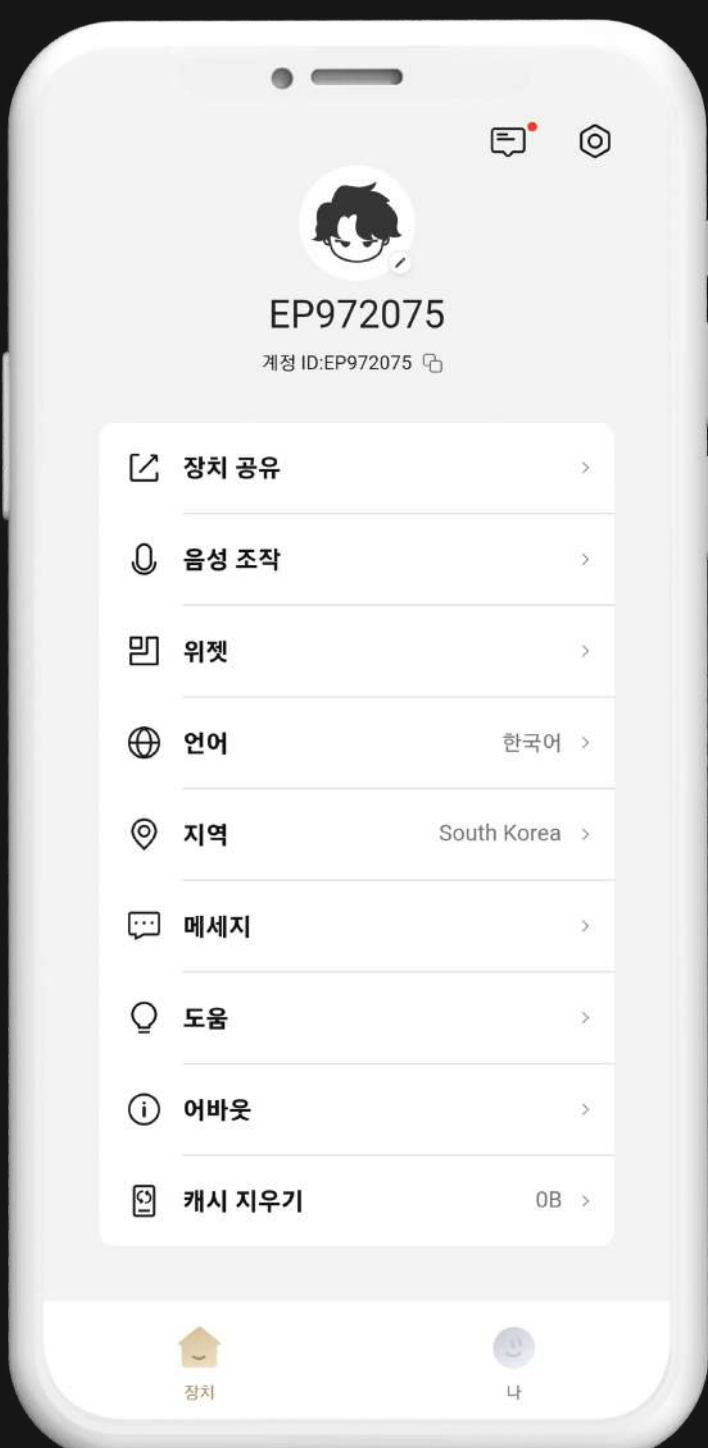 EP972075
계정 ID:EP972075
장치 공유
음성 조작
위젯
언어 한국어
지역 South Korea
메세지
도움
어바웃
캐시 지우기 0B
장치 나